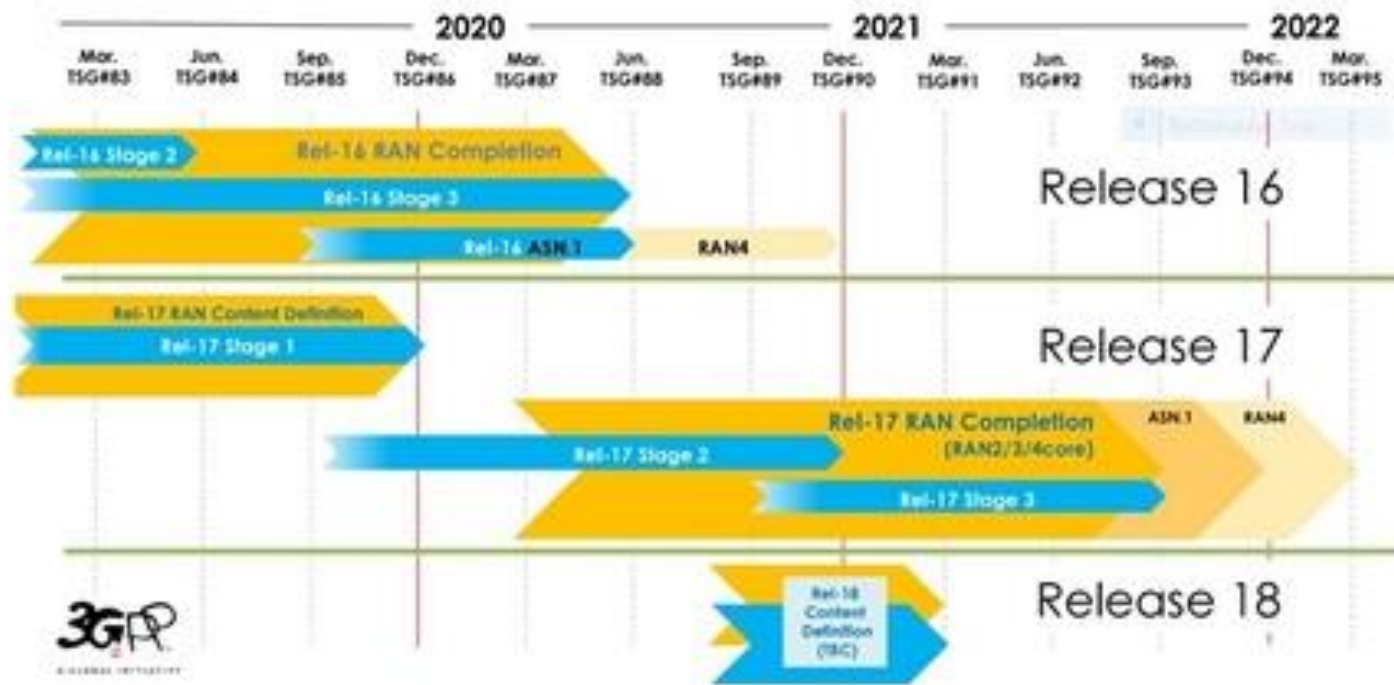 2020 2021 2022
Mar. Jun. Sep. Dec. Mar. Jun. Sep. Dec. Mar. Jun. Sep. Dec. Mar.
TSG#83 TSG#84 TSG#85 TSG#86 TSG#87 TSG#88 TSG#89 TSG#90 TSG#91 TSG#92 TSG#93 TSG#94 TSG#95
Rel-16 Stage 2
Rel-16 RAN Completion
Rel-16 Stage 3
Release 16
Rel-16 ASN.1
RAN4
Rel-17 RAN Content Definition
Rel-17 Stage 1
Release 17
Rel-17 RAN Completion
(RAN2/3/4core)
ASN.1
RAN4
Rel-17 Stage 2
Rel-17 Stage 3
Rel-18
Content
Definition
Release 18
3GPP
A GLOBAL INITIATIVE